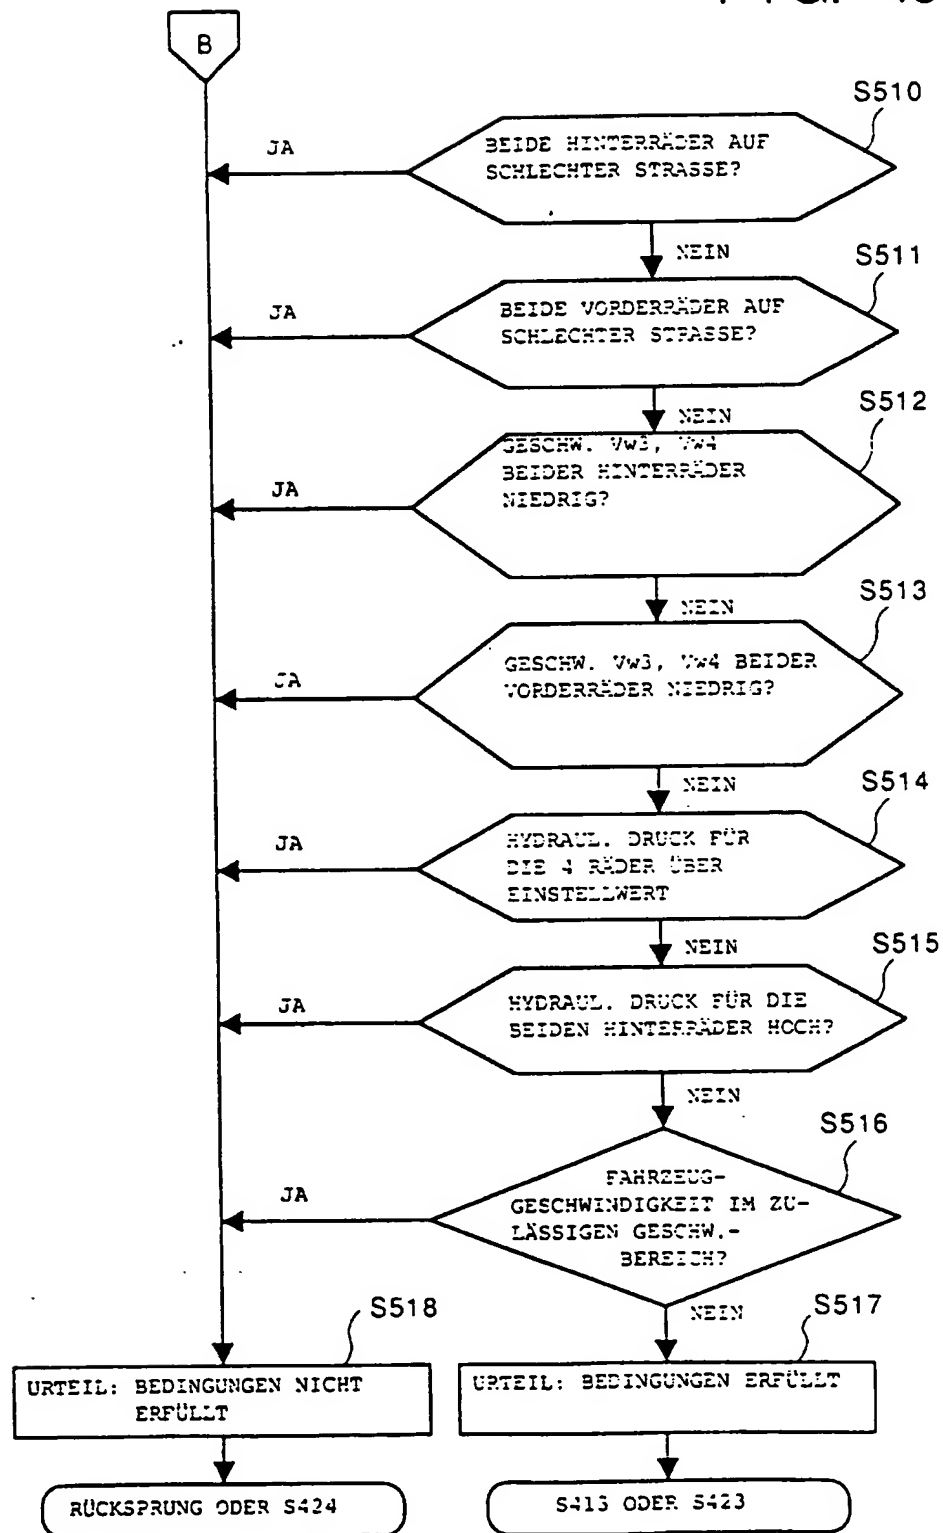 B
S510
BEIDE HINTERRÄDER AUF
SCHLECHTER STRASSE?
JA
NEIN
S511
BEIDE VORDERRÄDER AUF
SCHLECHTER STRASSE?
JA
NEIN
S512
GESCHW. Vw3, Vw4
BEIDER HINTERRÄDER
NIEDRIG?
JA
NEIN
S513
GESCHW. Vw3, Vw4 BEIDER
VORDERRÄDER NIEDRIG?
JA
NEIN
S514
HYDRAUL. DRUCK FÜR
DIE 4 RÄDER ÜBER
EINSTELLWERT
JA
NEIN
S515
HYDRAUL. DRUCK FÜR DIE
BEIDEN HINTERRÄDER HOCH?
JA
NEIN
S516
FAHRZEUG-
GESCHWINDIGKEIT IM ZU-
LÄSSIGEN GESCHW.-
BEREICH?
JA
NEIN
S518
S517
URTEIL: BEDINGUNGEN NICHT
ERFÜLLT
URTEIL: BEDINGUNGEN ERFÜLLT
RÜCKSPRUNG ODER S424
S413 ODER S423